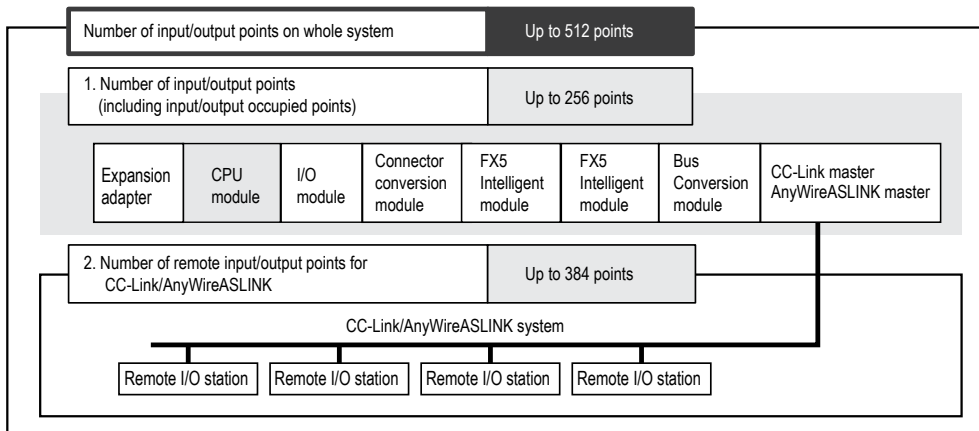 Number of input/output points on whole system
Up to 512 points
1. Number of input/output points
(including input/output occupied points)
Up to 256 points
Expansion
adapter
CPU
module
I/O
module
Connector
conversion
module
FX5
Intelligent
module
FX5
Intelligent
module
Bus
Conversion
module
CC-Link master
AnyWireASLINK master
2. Number of remote input/output points for
CC-Link/AnyWireASLINK
Up to 384 points
CC-Link/AnyWireASLINK system
Remote I/O station
Remote I/O station
Remote I/O station
Remote I/O station